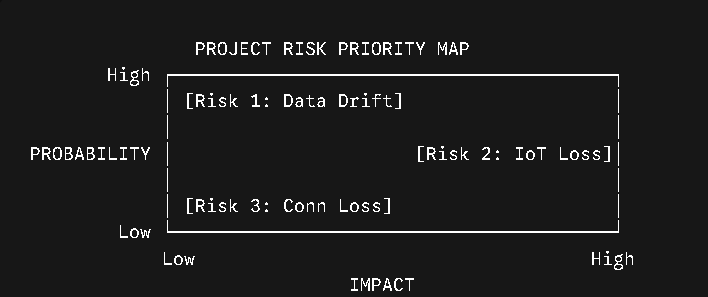 PROJECT RISK PRIORITY MAP
High
[Risk 1: Data Drift]
PROBABILITY [Risk 2: IoT Loss]
[Risk 3: Conn Loss]
Low
Low High
IMPACT